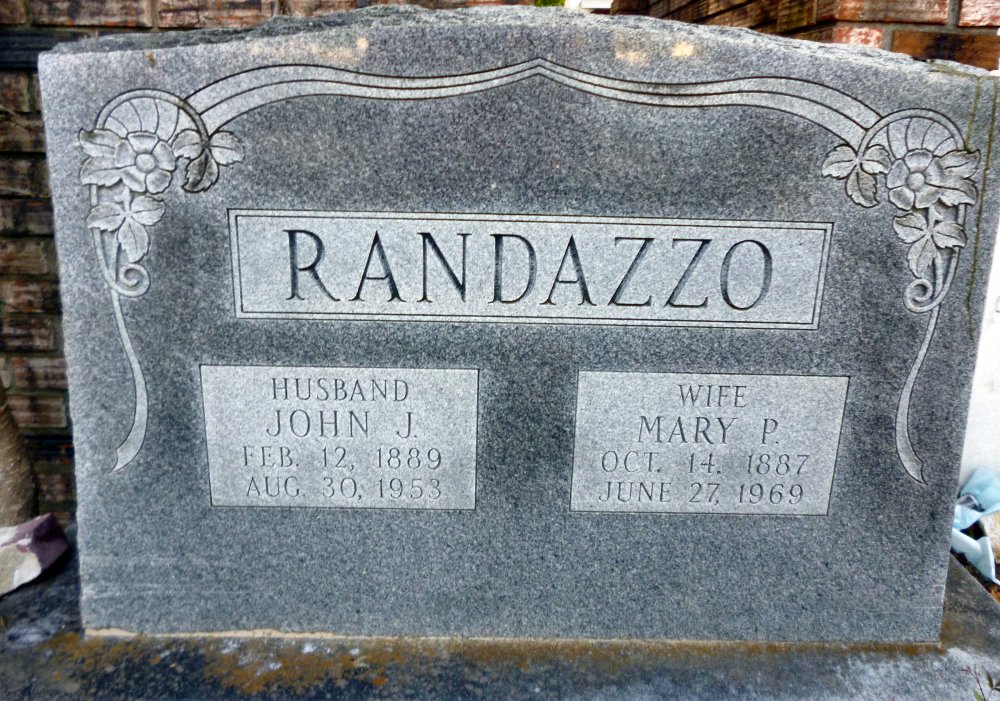 RANDAZZO
HUSBAND
JOHN J.
FEB. 12, 1889
AUG. 30, 1953
WIFE
MARY P.
OCT. 14, 1887
JUNE 27, 1969